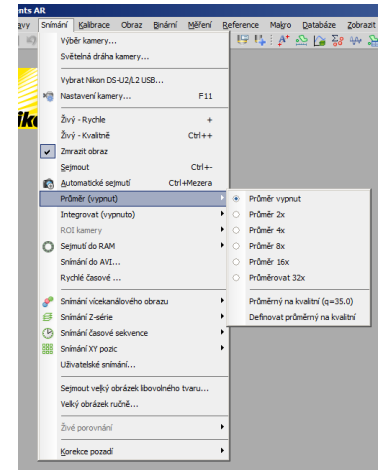 ents AR
avy Snímání Kalibrace Obraz Binární Měření Reference Makro Databáze Zobrazit
Výběr kamery...
Světelná dráha kamery...
Vybrat Nikon DS-U2/L2 USB...
Nastavení kamery... F11
Živý - Rychle +
Živý - Kvalitně Ctrl++
Zmrazit obraz
Sejmout Ctrl+-
Automatické sejmutí Ctrl+Mezera
Průměr (vypnut)
Průměr vypnut
Integrovat (vypnuto)
Průměr 2x
ROI kamery
Průměr 4x
Sejmutí do RAM
Průměr 8x
Snímání do AVI...
Průměr 16x
Rychlé časové ...
Průměrovat 32x
Snímání vícekanálového obrazu
Průměrný na kvalitní (q=35.0)
Snímání Z-série
Definovat průměrný na kvalitní
Snímání časové sekvence
Snímání XY pozic
Uživatelské snímání...
Sejmout velký obrázek libovolného tvaru...
Velký obrázek ručně...
Živé porovnání
Korekce pozadí